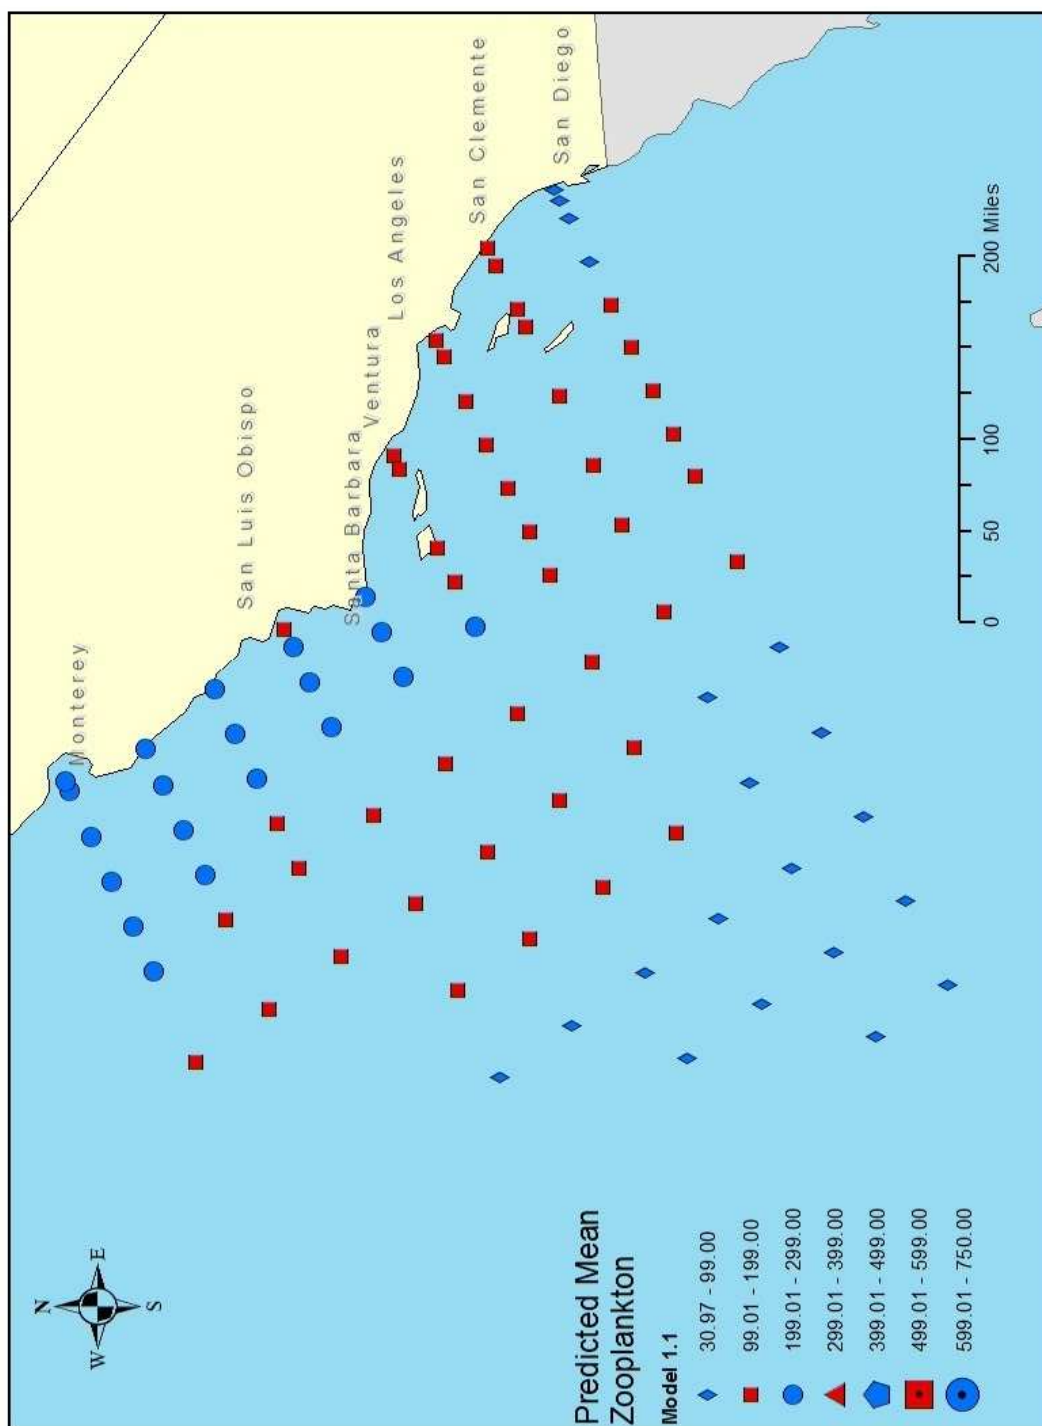 N
W E
S
Monterey
San Luis Obispo
Santa Barbara
Ventura
Los Angeles
San Clemente
San Diego
Predicted Mean
Zooplankton
Model 1.1
30.97 - 99.00
99.01 - 199.00
199.01 - 299.00
299.01 - 399.00
399.01 - 499.00
499.01 - 599.00
599.01 - 750.00
0 50 100 200 Miles